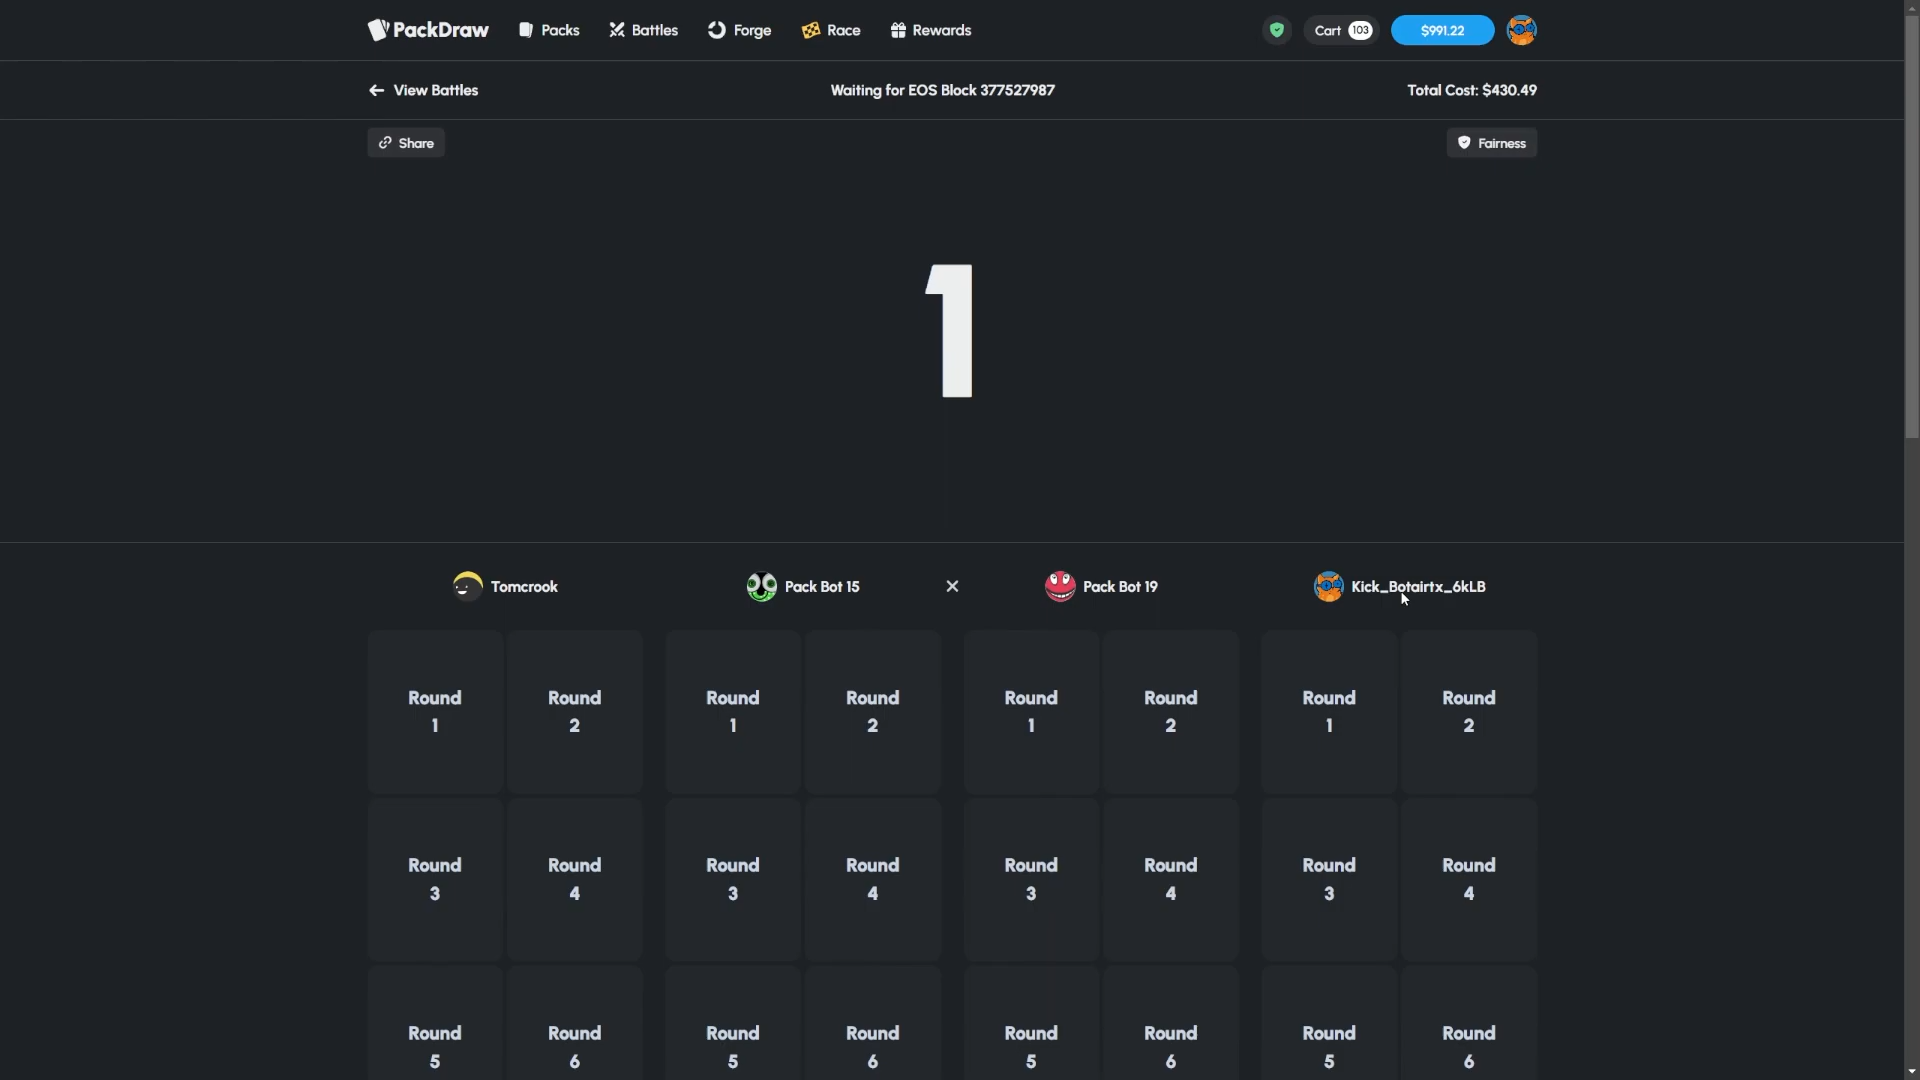 PackDraw
Packs
Battles
Forge
Race
Rewards
Cart 103
$991.22
View Battles
Waiting for EOS Block 377527987
Total Cost: $430.49
Share
Fairness
1
Tomcrook
Pack Bot 15
Pack Bot 19
Kick_Botairtx_6kLB
Round 1
Round 2
Round 1
Round 2
Round 1
Round 2
Round 1
Round 2
Round 3
Round 4
Round 3
Round 4
Round 3
Round 4
Round 3
Round 4
Round 5
Round 6
Round 5
Round 6
Round 5
Round 6
Round 5
Round 6